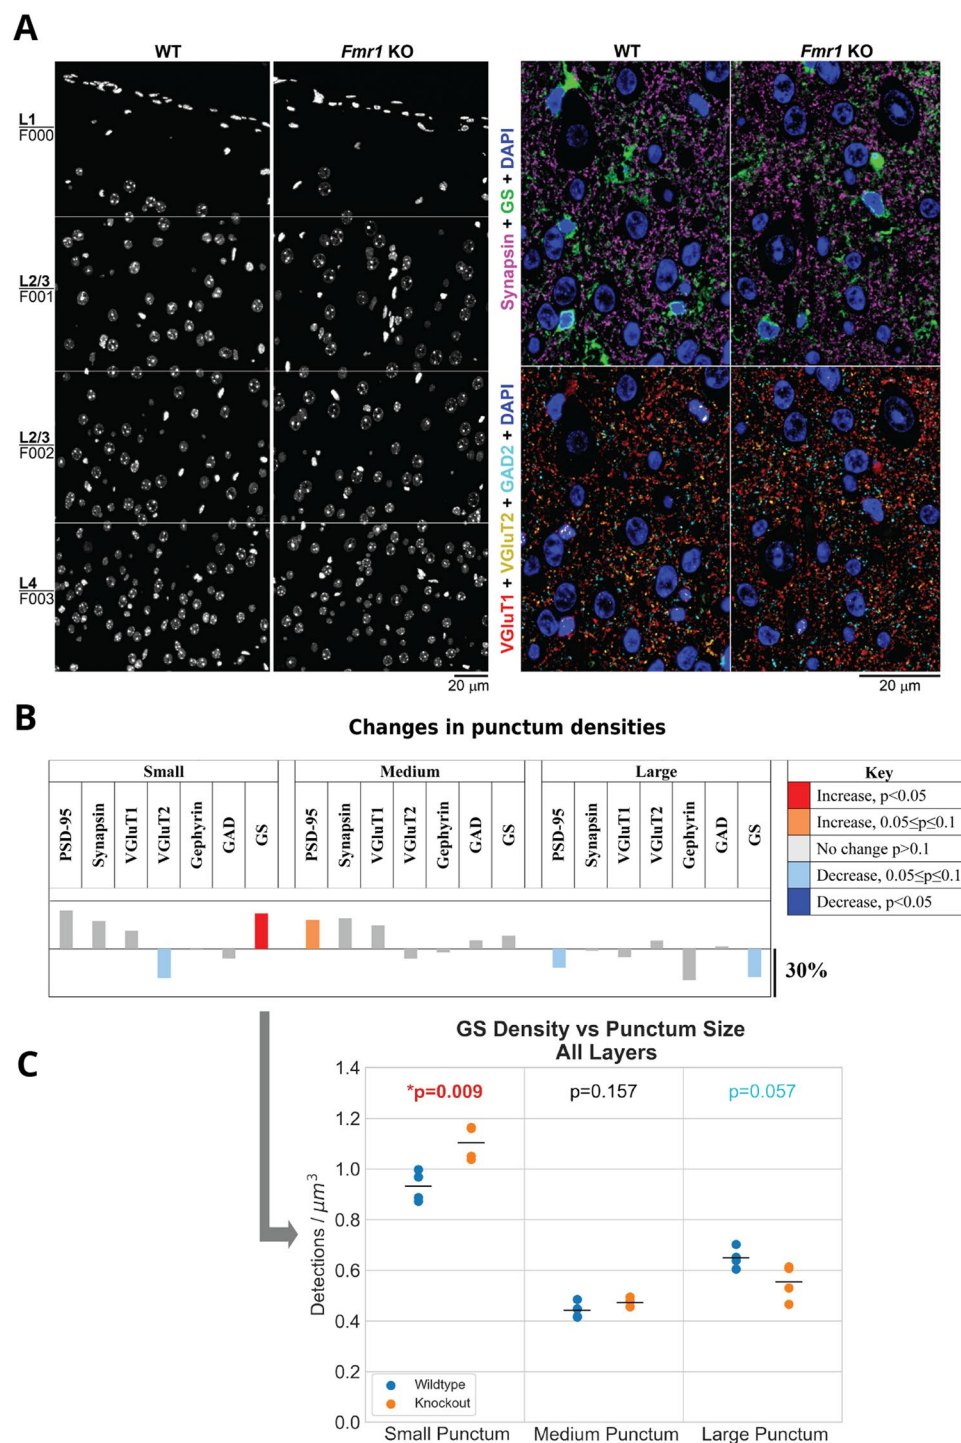 A
WT
Fmr1 KO
WT
Fmr1 KO
L1
F000
L2/3
F001
L2/3
F002
L4
F003
20 µm
Synapsin + GS + DAPI
VGluT1 + VGluT2 + GAD2 + DAPI
20 µm
B
Changes in punctum densities
Small
Medium
Large
Key
PSD-95
Synapsin
VGluT1
VGluT2
Gephyrin
GAD
GS
PSD-95
Synapsin
VGluT1
VGluT2
Gephyrin
GAD
GS
PSD-95
Synapsin
VGluT1
VGluT2
Gephyrin
GAD
GS
Increase, p<0.05
Increase, 0.05≤p≤0.1
No change p>0.1
Decrease, 0.05≤p≤0.1
Decrease, p<0.05
30%
C
GS Density vs Punctum Size
All Layers
Detections / µm³
1.4
1.2
1.0
0.8
0.6
0.4
0.2
0.0
*p=0.009
p=0.157
p=0.057
Wildtype
Knockout
Small Punctum
Medium Punctum
Large Punctum